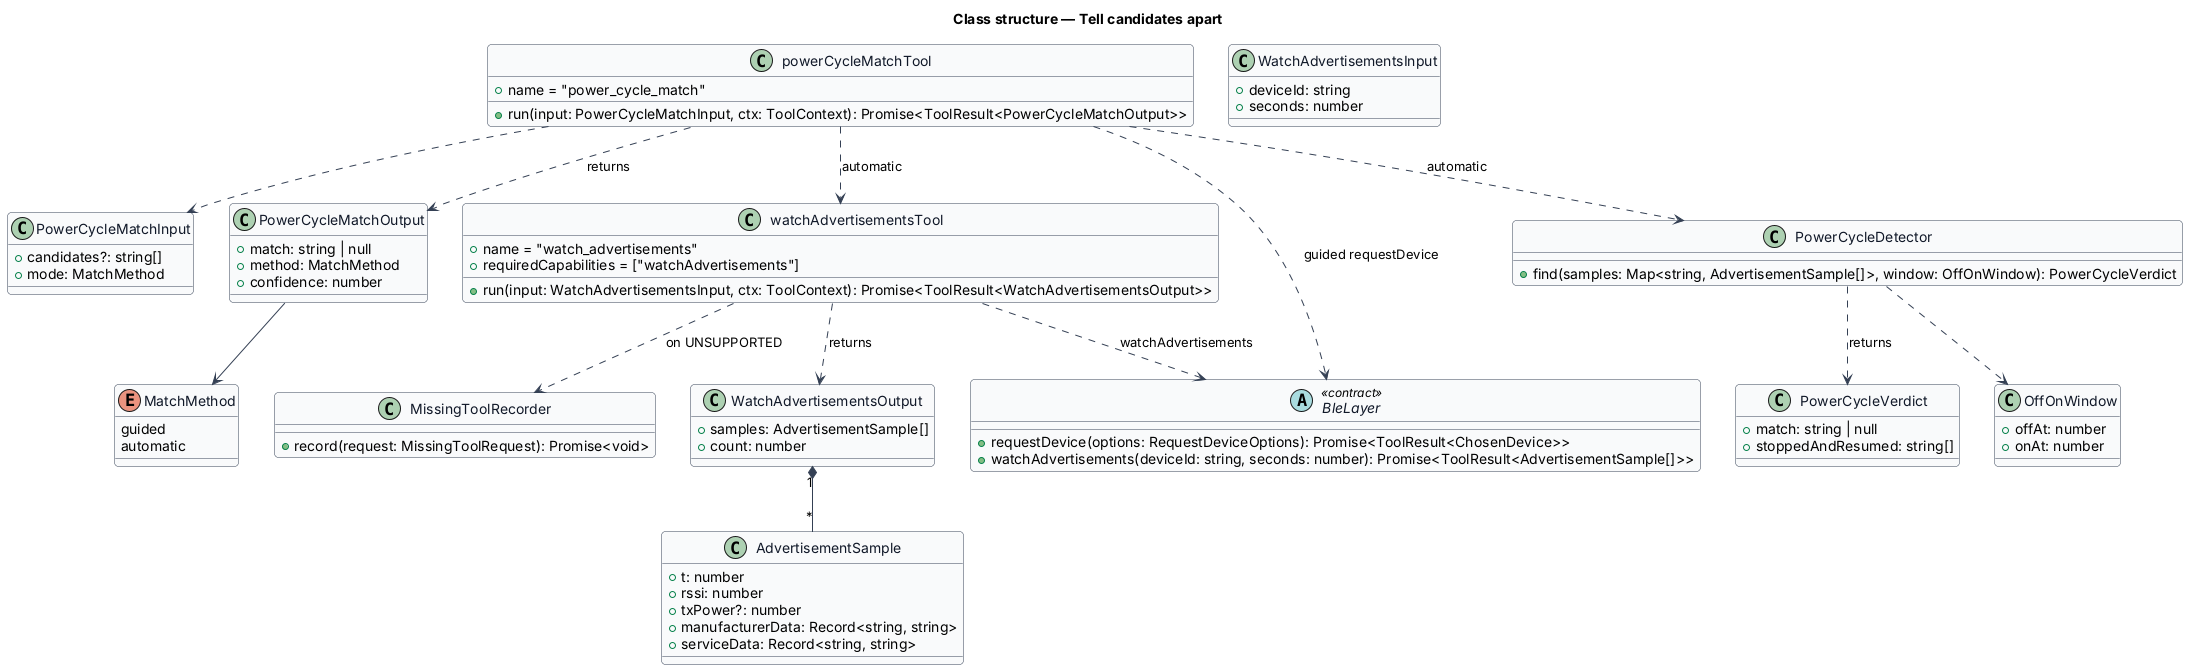 Class structure — Tell candidates apart
C powerCycleMatchTool
name = "power_cycle_match"
run(input: PowerCycleMatchInput, ctx: ToolContext): Promise<ToolResult<PowerCycleMatchOutput>>
C WatchAdvertisementsInput
deviceId: string
seconds: number
returns
automatic
automatic
guided requestDevice
C PowerCycleMatchInput
candidates?: string[]
mode: MatchMethod
C PowerCycleMatchOutput
match: string | null
method: MatchMethod
confidence: number
C watchAdvertisementsTool
name = "watch_advertisements"
requiredCapabilities = ["watchAdvertisements"]
run(input: WatchAdvertisementsInput, ctx: ToolContext): Promise<ToolResult<WatchAdvertisementsOutput>>
C PowerCycleDetector
find(samples: Map<string, AdvertisementSample[]>, window: OffOnWindow): PowerCycleVerdict
on UNSUPPORTED
returns
watchAdvertisements
returns
E MatchMethod
guided
automatic
C MissingToolRecorder
record(request: MissingToolRequest): Promise<void>
C WatchAdvertisementsOutput
samples: AdvertisementSample[]
count: number
A «contract»
BleLayer
requestDevice(options: RequestDeviceOptions): Promise<ToolResult<ChosenDevice>>
watchAdvertisements(deviceId: string, seconds: number): Promise<ToolResult<AdvertisementSample[]>>
C PowerCycleVerdict
match: string | null
stoppedAndResumed: string[]
C OffOnWindow
offAt: number
onAt: number
1
*
C AdvertisementSample
t: number
rssi: number
txPower?: number
manufacturerData: Record<string, string>
serviceData: Record<string, string>